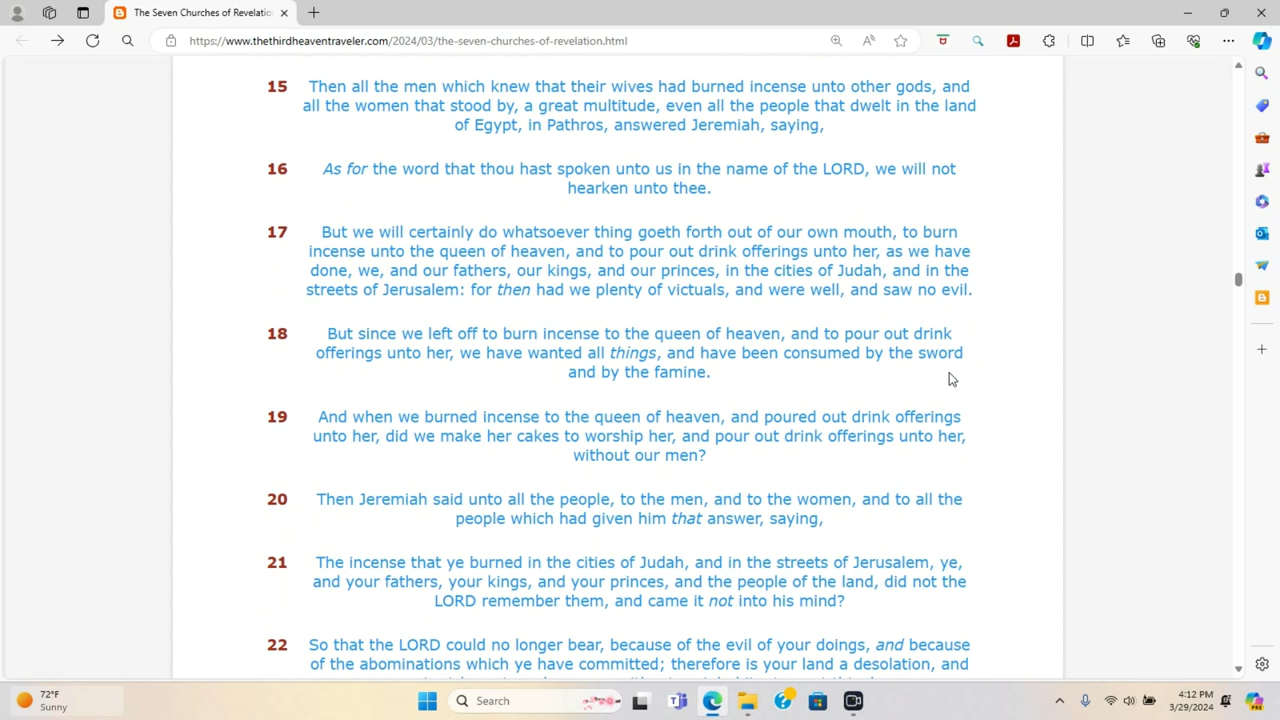 The Seven Churches of Revelatio
https://www.thethirdheaventraveler.com/2024/03/the-seven-churches-of-revelation.html
15 Then all the men which knew that their wives had burned incense unto other gods, and
all the women that stood by, a great multitude, even all the people that dwelt in the land
of Egypt, in Pathros, answered Jeremiah, saying,
16 As for the word that thou hast spoken unto us in the name of the LORD, we will not
hearken unto thee.
17 But we will certainly do whatsoever thing goeth forth out of our own mouth, to burn
incense unto the queen of heaven, and to pour out drink offerings unto her, as we have
done, we, and our fathers, our kings, and our princes, in the cities of Judah, and in the
streets of Jerusalem: for then had we plenty of victuals, and were well, and saw no evil.
18 But since we left off to burn incense to the queen of heaven, and to pour out drink
offerings unto her, we have wanted all things, and have been consumed by the sword
and by the famine.
19 And when we burned incense to the queen of heaven, and poured out drink offerings
unto her, did we make her cakes to worship her, and pour out drink offerings unto her,
without our men?
20 Then Jeremiah said unto all the people, to the men, and to the women, and to all the
people which had given him that answer, saying,
21 The incense that ye burned in the cities of Judah, and in the streets of Jerusalem, ye,
and your fathers, your kings, and your princes, and the people of the land, did not the
LORD remember them, and came it not into his mind?
22 So that the LORD could no longer bear, because of the evil of your doings, and because
of the abominations which ye have committed; therefore is your land a desolation, and
72°F
Sunny
Search
4:12 PM
3/29/2024